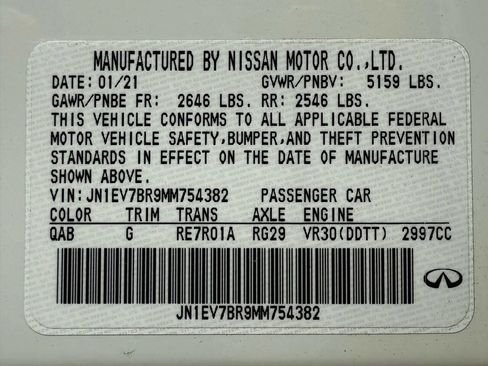 MANUFACTURED BY NISSAN MOTOR CO.,LTD.
DATE: 01/21 GVWR/PNBV: 5159 LBS.
GAWR/PNBE FR: 2646 LBS. RR: 2546 LBS.
THIS VEHICLE CONFORMS TO ALL APPLICABLE FEDERAL
MOTOR VEHICLE SAFETY,BUMPER,AND THEFT PREVENTION
STANDARDS IN EFFECT ON THE DATE OF MANUFACTURE
SHOWN ABOVE.
VIN:JN1EV7BR9MM754382 PASSENGER CAR
COLOR TRIM TRANS AXLE ENGINE
QAB G RE7R01A RG29 VR30(DDTT) 2997CC
JN1EV7BR9MM754382